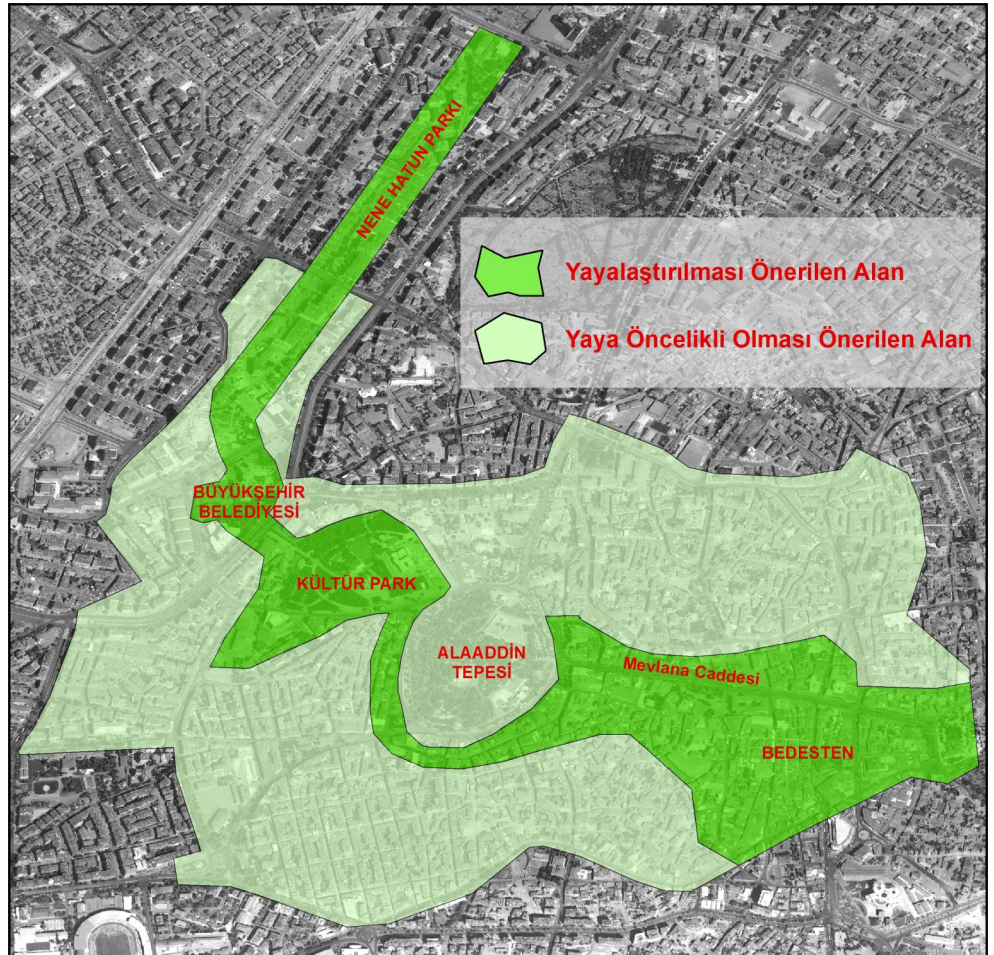 NENE HATUN PARKI
Yayalaştırılması Önerilen Alan
Yaya Öncelikli Olması Önerilen Alan
BÜYÜKŞEHİR
BELEDİYESİ
KÜLTÜR PARK
ALAADDİN
TEPESİ
Mevlana Caddesi
BEDESTEN